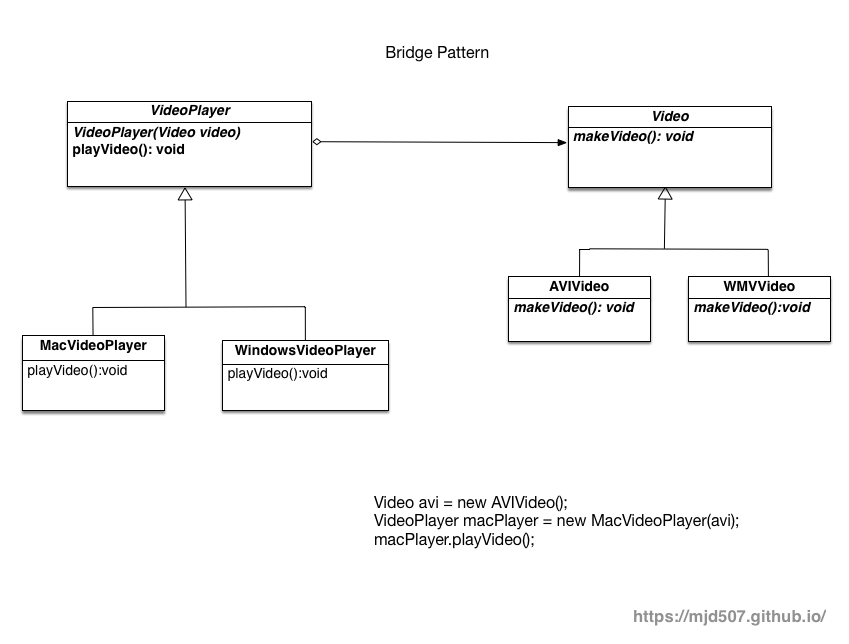 Bridge Pattern
VideoPlayer
VideoPlayer(Video video)
playVideo(): void
Video
makeVideo(): void
AVIVideo
makeVideo(): void
WMVVideo
makeVideo():void
MacVideoPlayer
playVideo():void
WindowsVideoPlayer
playVideo():void
Video avi = new AVIVideo();
VideoPlayer macPlayer = new MacVideoPlayer(avi);
macPlayer.playVideo();
https://mjd507.github.io/